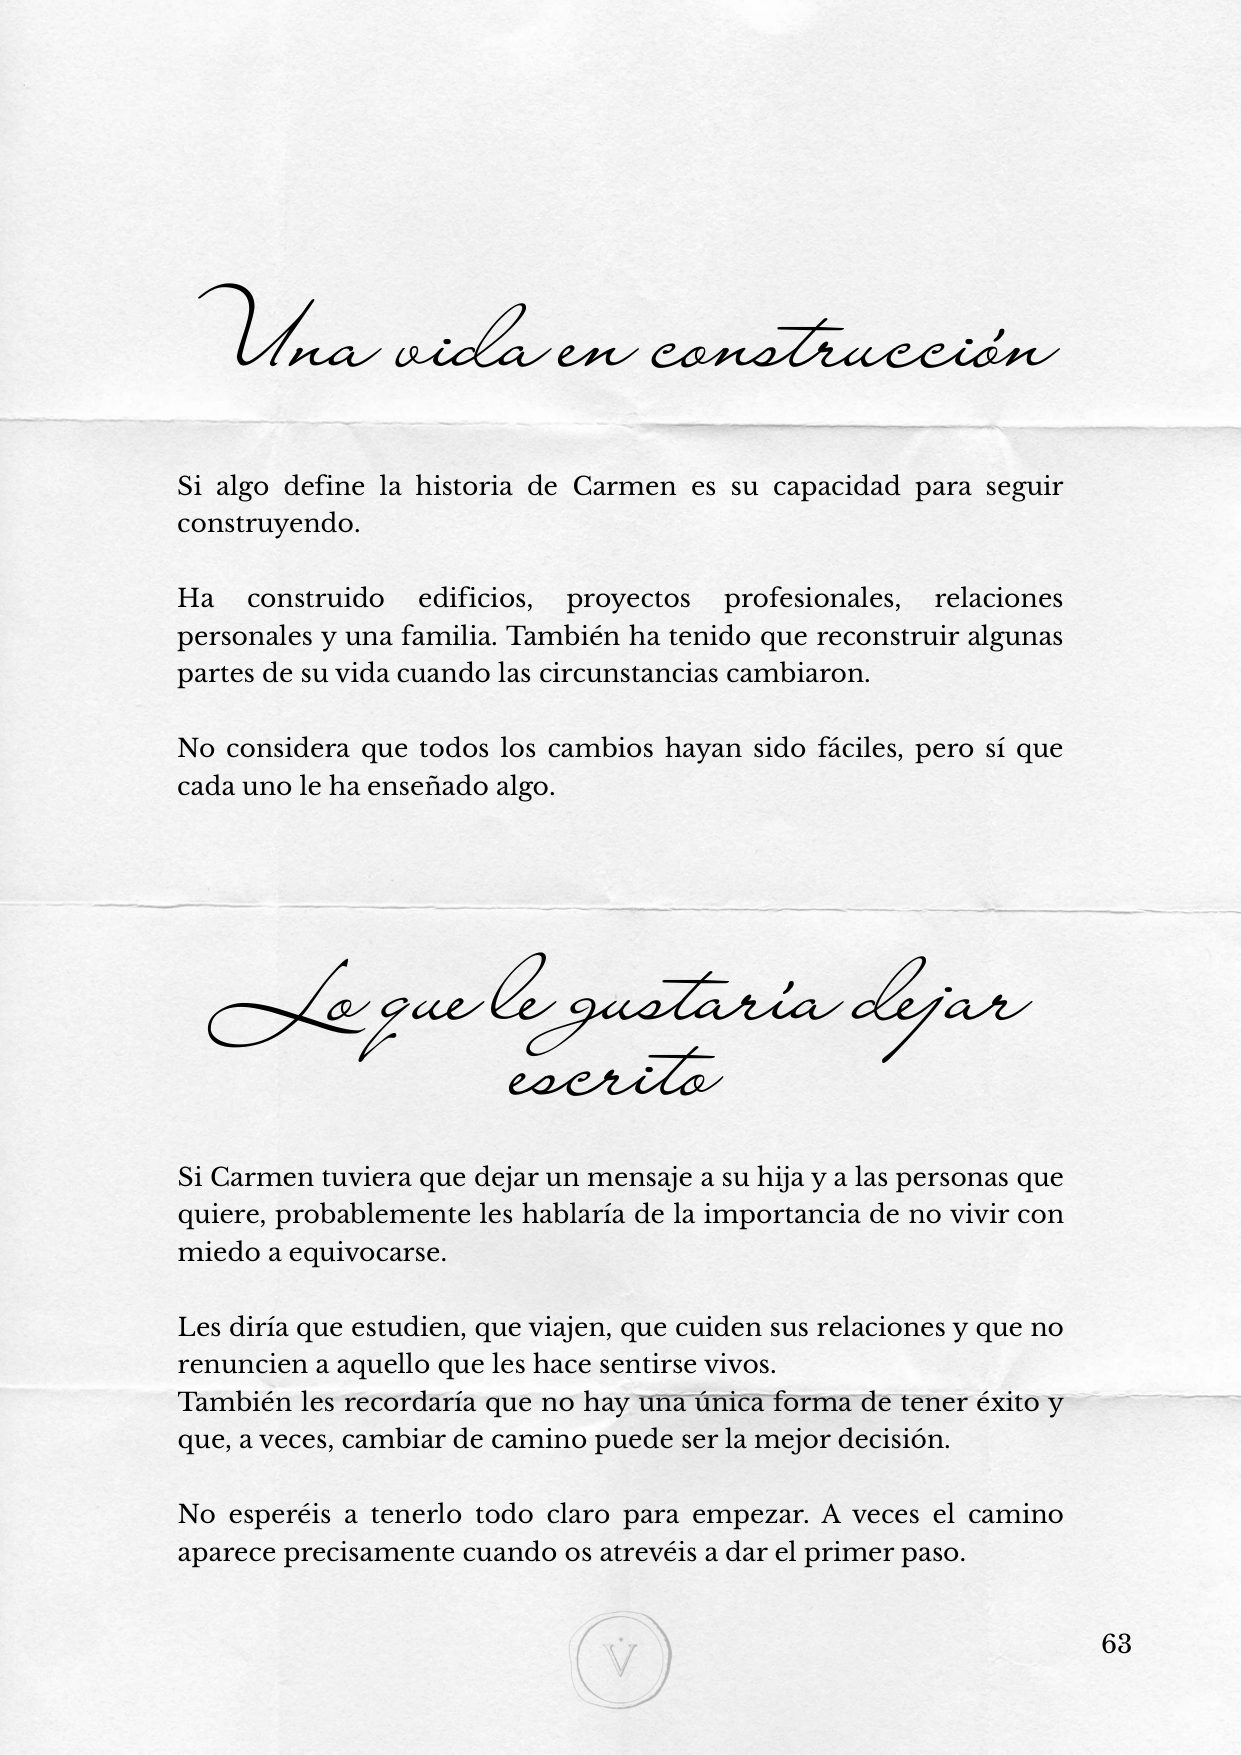 Una vida en construcción
Si algo define la historia de Carmen es su capacidad para seguir
construyendo.
Ha construido edificios, proyectos profesionales, relaciones
personales y una familia. También ha tenido que reconstruir algunas
partes de su vida cuando las circunstancias cambiaron.
No considera que todos los cambios hayan sido fáciles, pero sí que
cada uno le ha enseñado algo.
Lo que le gustaría dejar
escrito
Si Carmen tuviera que dejar un mensaje a su hija y a las personas que
quiere, probablemente les hablaría de la importancia de no vivir con
miedo a equivocarse.
Les diría que estudien, que viajen, que cuiden sus relaciones y que no
renuncien a aquello que les hace sentirse vivos.
También les recordaría que no hay una única forma de tener éxito y
que, a veces, cambiar de camino puede ser la mejor decisión.
No esperéis a tenerlo todo claro para empezar. A veces el camino
aparece precisamente cuando os atrevéis a dar el primer paso.
V
63